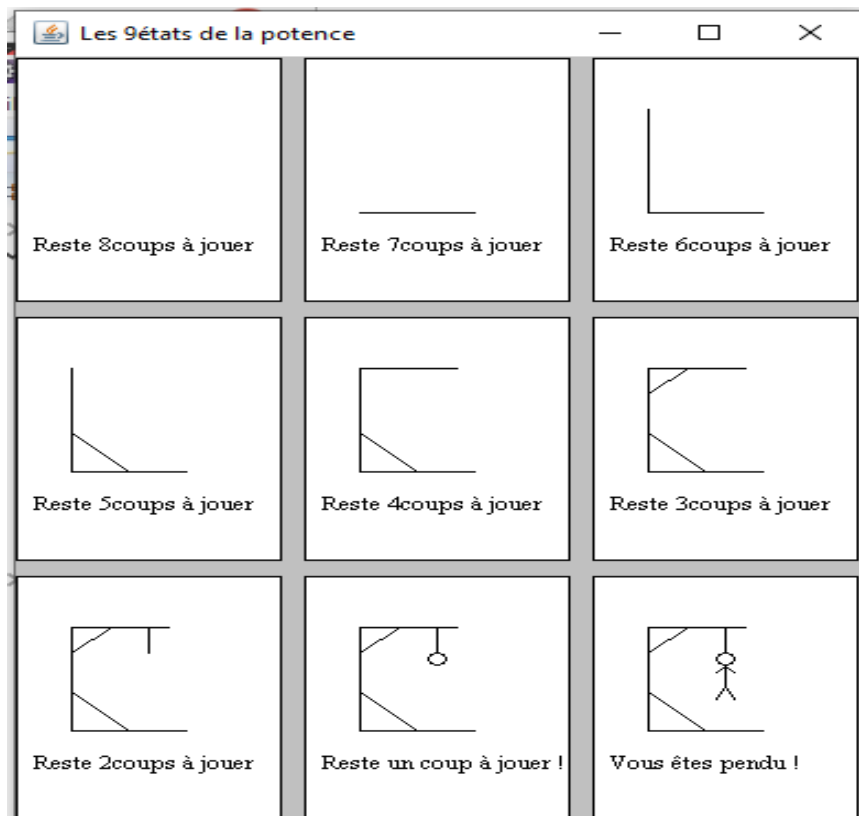 Les 9états de la potence
Reste 8coups à jouer
Reste 7coups à jouer
Reste 6coups à jouer
Reste 5coups à jouer
Reste 4coups à jouer
Reste 3coups à jouer
Reste 2coups à jouer
Reste un coup à jouer !
Vous êtes pendu !